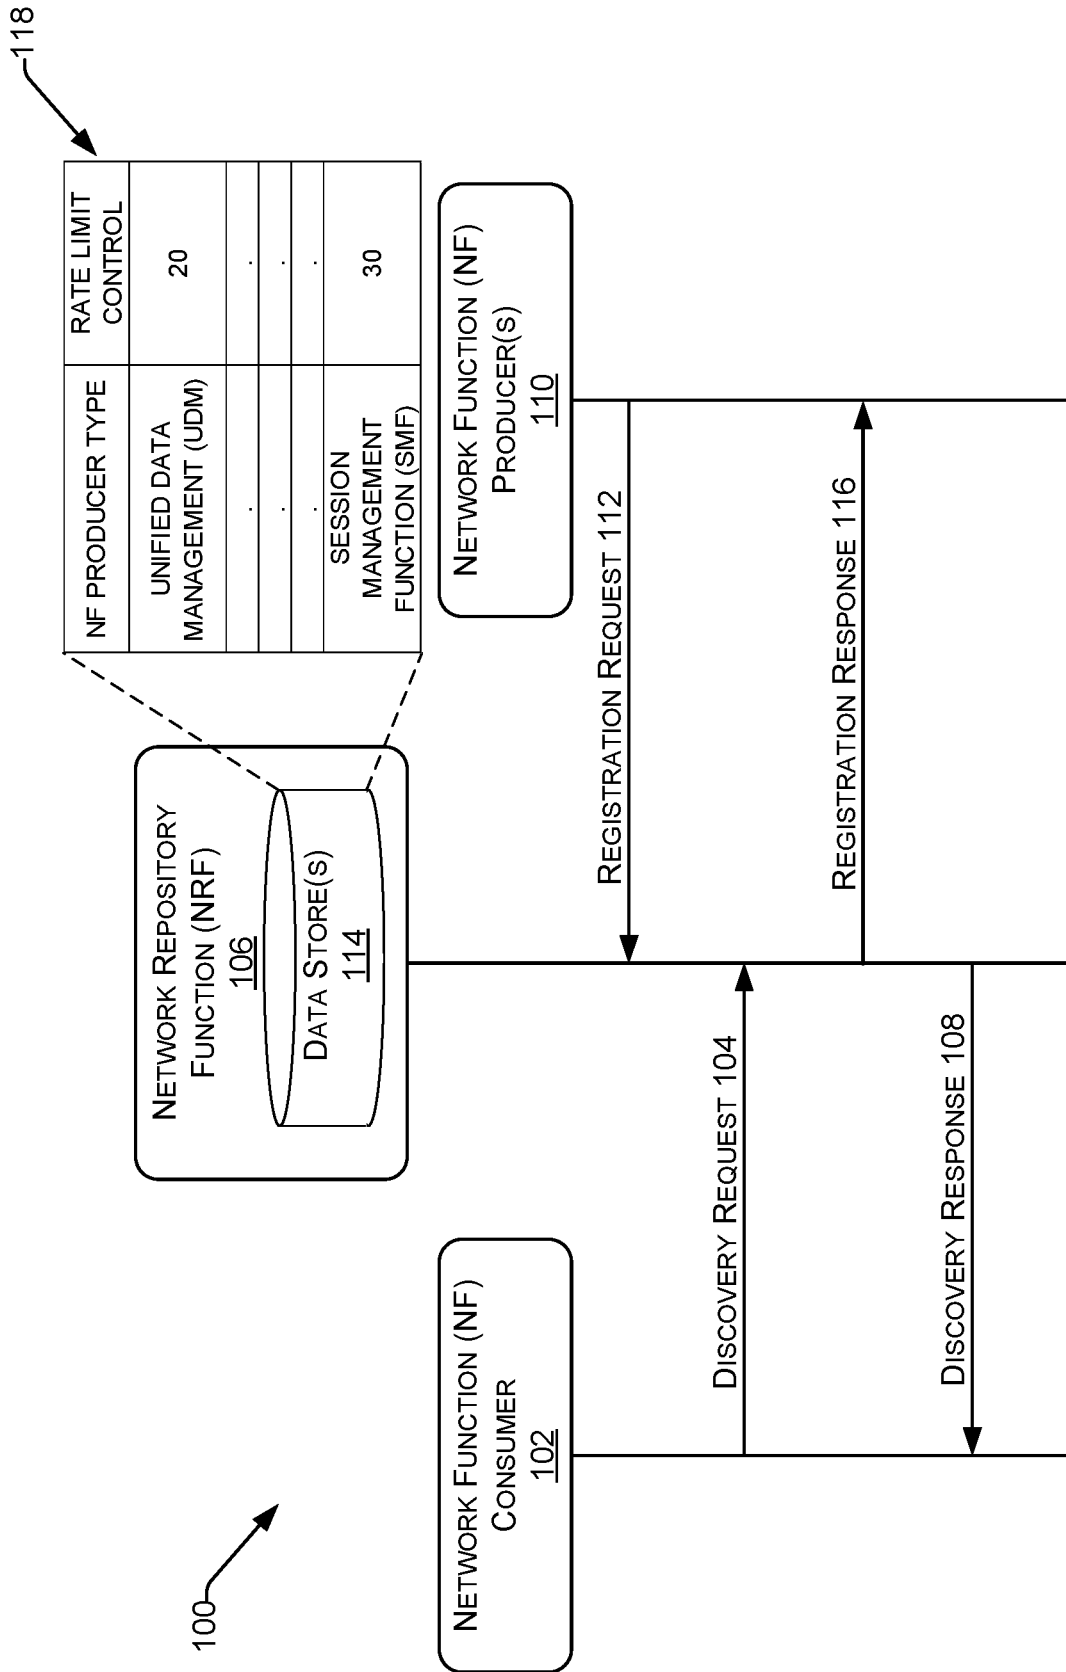 100
118
NETWORK REPOSITORY
FUNCTION (NRF)
106
DATA STORE(S)
114
NF PRODUCER TYPE
RATE LIMIT
CONTROL
UNIFIED DATA
MANAGEMENT (UDM)
20
. .
. .
. .
SESSION
MANAGEMENT
FUNCTION (SMF)
30
NETWORK FUNCTION (NF)
CONSUMER
102
NETWORK FUNCTION (NF)
PRODUCER(S)
110
REGISTRATION REQUEST 112
DISCOVERY REQUEST 104
REGISTRATION RESPONSE 116
DISCOVERY RESPONSE 108